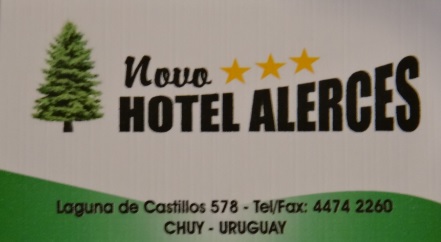 Novo
HOTEL ALERCES
Laguna de Castillos 578 - Tel/Fax: 4474 2260
CHUY - URUGUAY